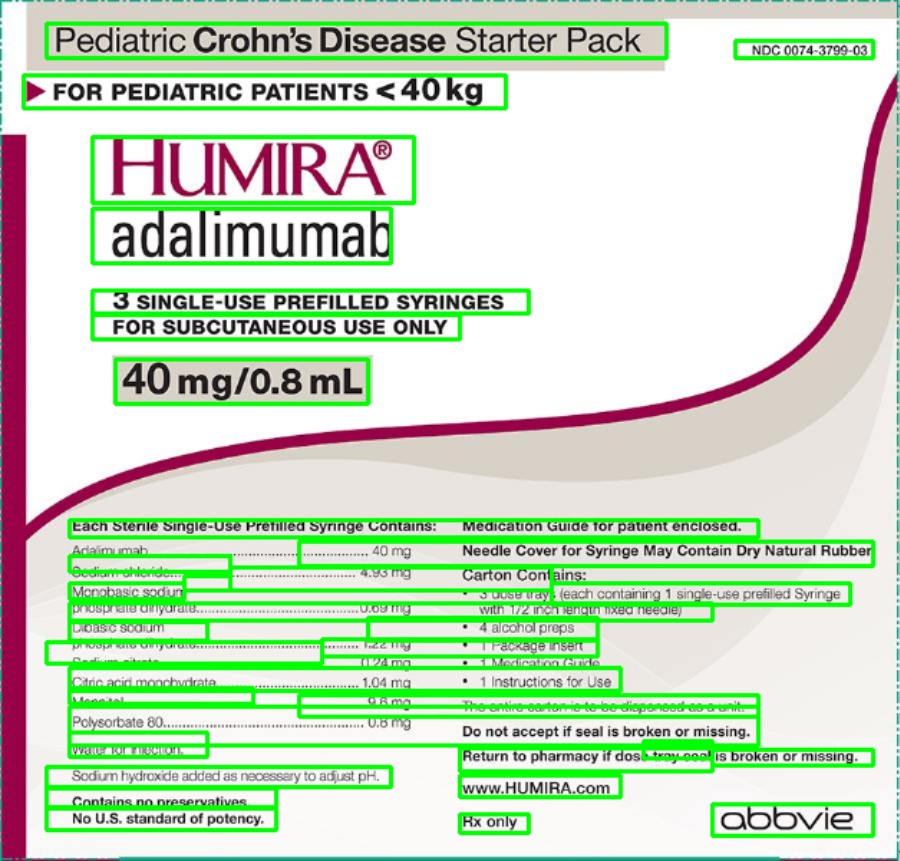 Pediatric Crohn's Disease Starter Pack
NDC 0074-3799-03
FOR PEDIATRIC PATIENTS < 40 kg
HUMIRA®
adalimumab
3 SINGLE-USE PREFILLED SYRINGES
FOR SUBCUTANEOUS USE ONLY
40 mg/0.8 mL
Each Sterile Single-Use Prefilled Syringe Contains:
Adalimumab.................................... 40 mg
Sodium chloride............................... 4.93 mg
Monobasic sodium
phosphate dihydrate........................... 0.69 mg
Dibasic sodium
phosphate dihydrate........................... 1.22 mg
Sodium citrate................................ 0.24 mg
Citric acid monohydrate....................... 1.04 mg
Mannitol...................................... 9.6 mg
Polysorbate 80................................ 0.8 mg
Water for injection.
Sodium hydroxide added as necessary to adjust pH.
Contains no preservatives.
No U.S. standard of potency.
Medication Guide for patient enclosed.
Needle Cover for Syringe May Contain Dry Natural Rubber
Carton Contains:
• 3 dose trays (each containing 1 single-use prefilled Syringe
with 1/2 inch length fixed needle)
• 4 alcohol preps
• 1 Package Insert
• 1 Medication Guide
• 1 Instructions for Use
The entire carton is to be dispensed as a unit.
Do not accept if seal is broken or missing.
Return to pharmacy if dose tray seal is broken or missing.
www.HUMIRA.com
Rx only
abbvie